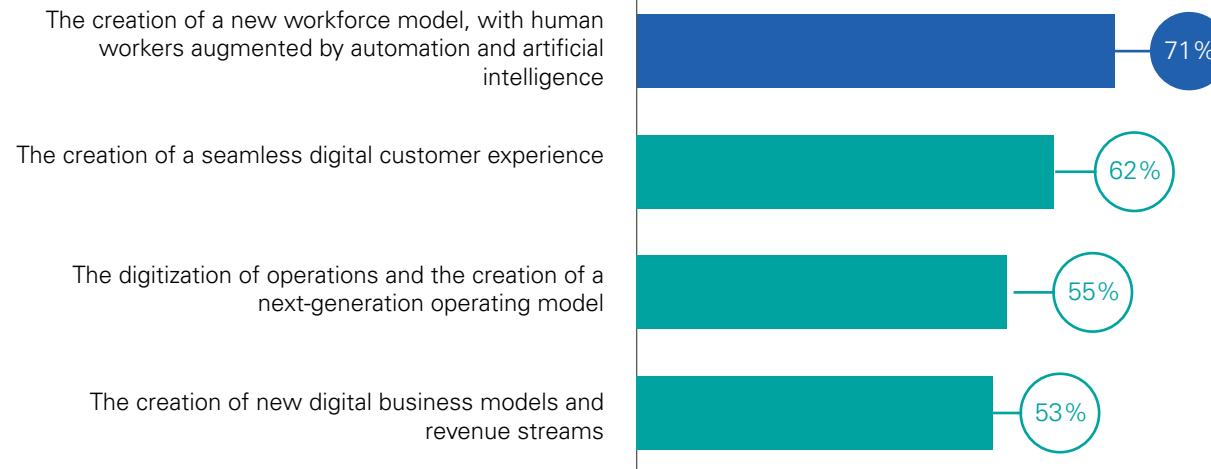 The creation of a new workforce model, with human
workers augmented by automation and artificial
intelligence
71%
The creation of a seamless digital customer experience
62%
The digitization of operations and the creation of a
next-generation operating model
55%
The creation of new digital business models and
revenue streams
53%